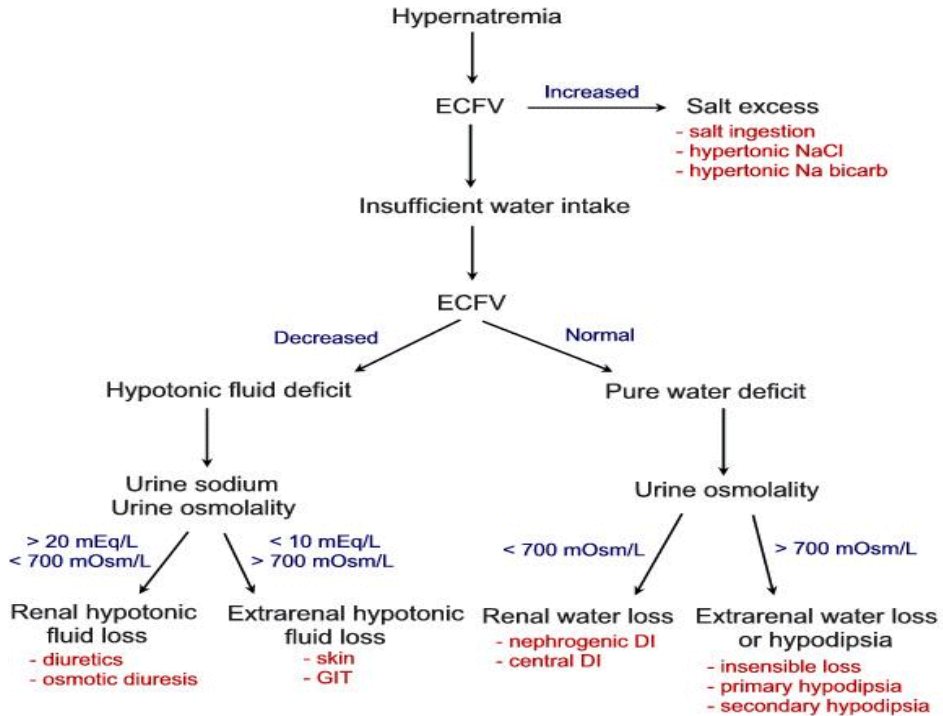 Hypernatremia
ECFV
Increased
Salt excess
- salt ingestion
- hypertonic NaCl
- hypertonic Na bicarb
Insufficient water intake
ECFV
Decreased
Normal
Hypotonic fluid deficit
Pure water deficit
Urine sodium
Urine osmolality
Urine osmolality
> 20 mEq/L
< 700 mOsm/L
< 10 mEq/L
> 700 mOsm/L
< 700 mOsm/L
> 700 mOsm/L
Renal hypotonic
fluid loss
- diuretics
- osmotic diuresis
Extrarenal hypotonic
fluid loss
- skin
- GIT
Renal water loss
- nephrogenic DI
- central DI
Extrarenal water loss
or hypodipsia
- insensible loss
- primary hypodipsia
- secondary hypodipsia